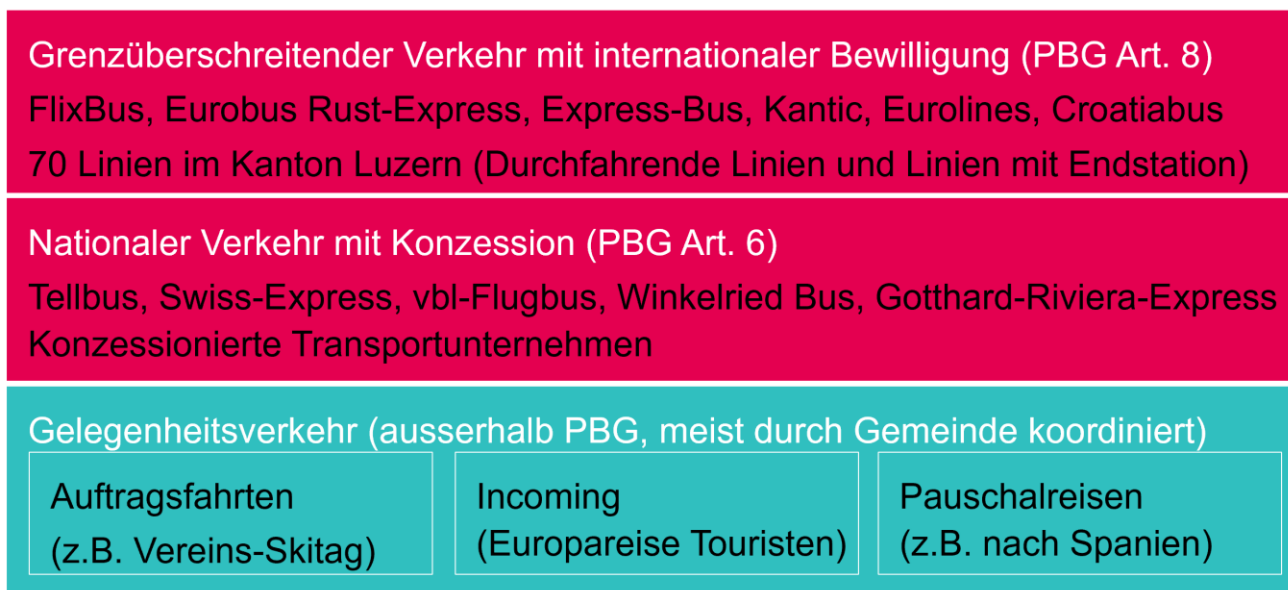 Grenzüberschreitender Verkehr mit internationaler Bewilligung (PBG Art. 8)
FlixBus, Eurobus Rust-Express, Express-Bus, Kantic, Eurolines, Croatiabus
70 Linien im Kanton Luzern (Durchfahrende Linien und Linien mit Endstation)
Nationaler Verkehr mit Konzession (PBG Art. 6)
Tellbus, Swiss-Express, vbl-Flugbus, Winkelried Bus, Gotthard-Riviera-Express
Konzessionierte Transportunternehmen
Gelegenheitsverkehr (ausserhalb PBG, meist durch Gemeinde koordiniert)
Auftragsfahrten
(z.B. Vereins-Skitag)
Incoming
(Europareise Touristen)
Pauschalreisen
(z.B. nach Spanien)